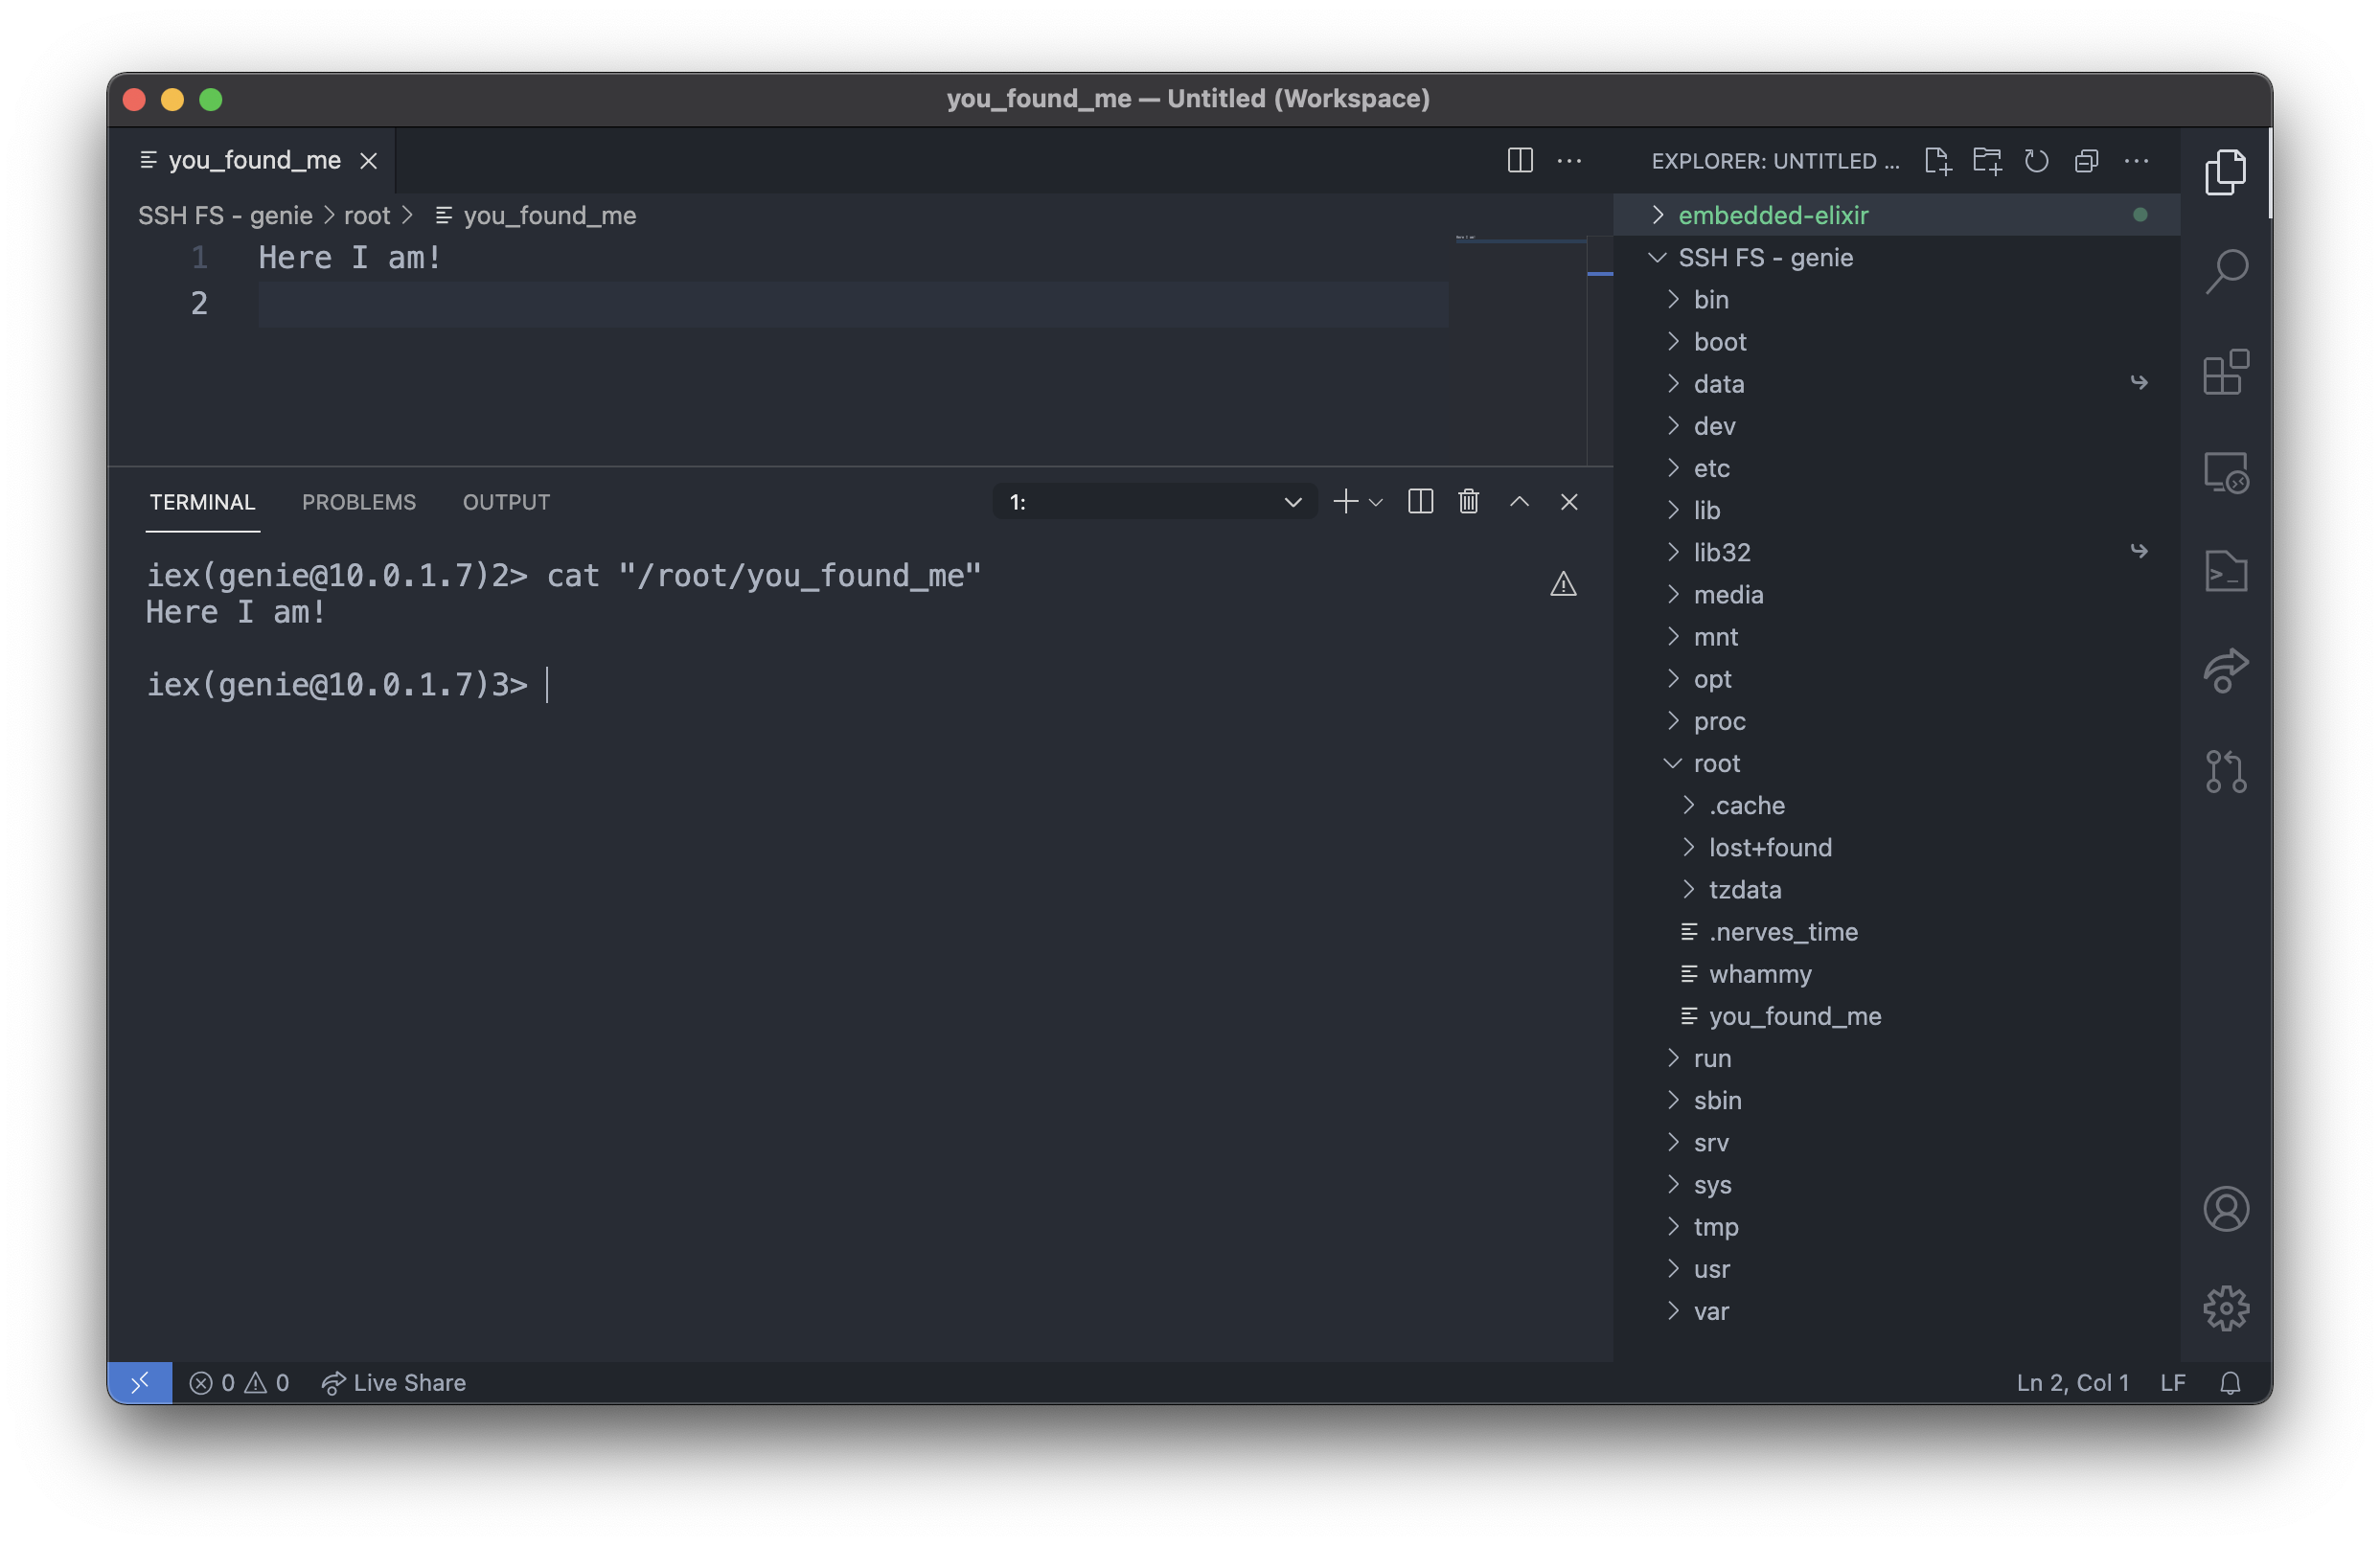 you_found_me — Untitled (Workspace)
you_found_me
EXPLORER: UNTITLED ...
SSH FS - genie > root > you_found_me
1 Here I am!
2
TERMINAL PROBLEMS OUTPUT 1:
iex(genie@10.0.1.7)2> cat "/root/you_found_me"
Here I am!
iex(genie@10.0.1.7)3>
embedded-elixir
SSH FS - genie
bin
boot
data
dev
etc
lib
lib32
media
mnt
opt
proc
root
.cache
lost+found
tzdata
.nerves_time
whammy
you_found_me
run
sbin
srv
sys
tmp
usr
var
0 0 Live Share
Ln 2, Col 1 LF